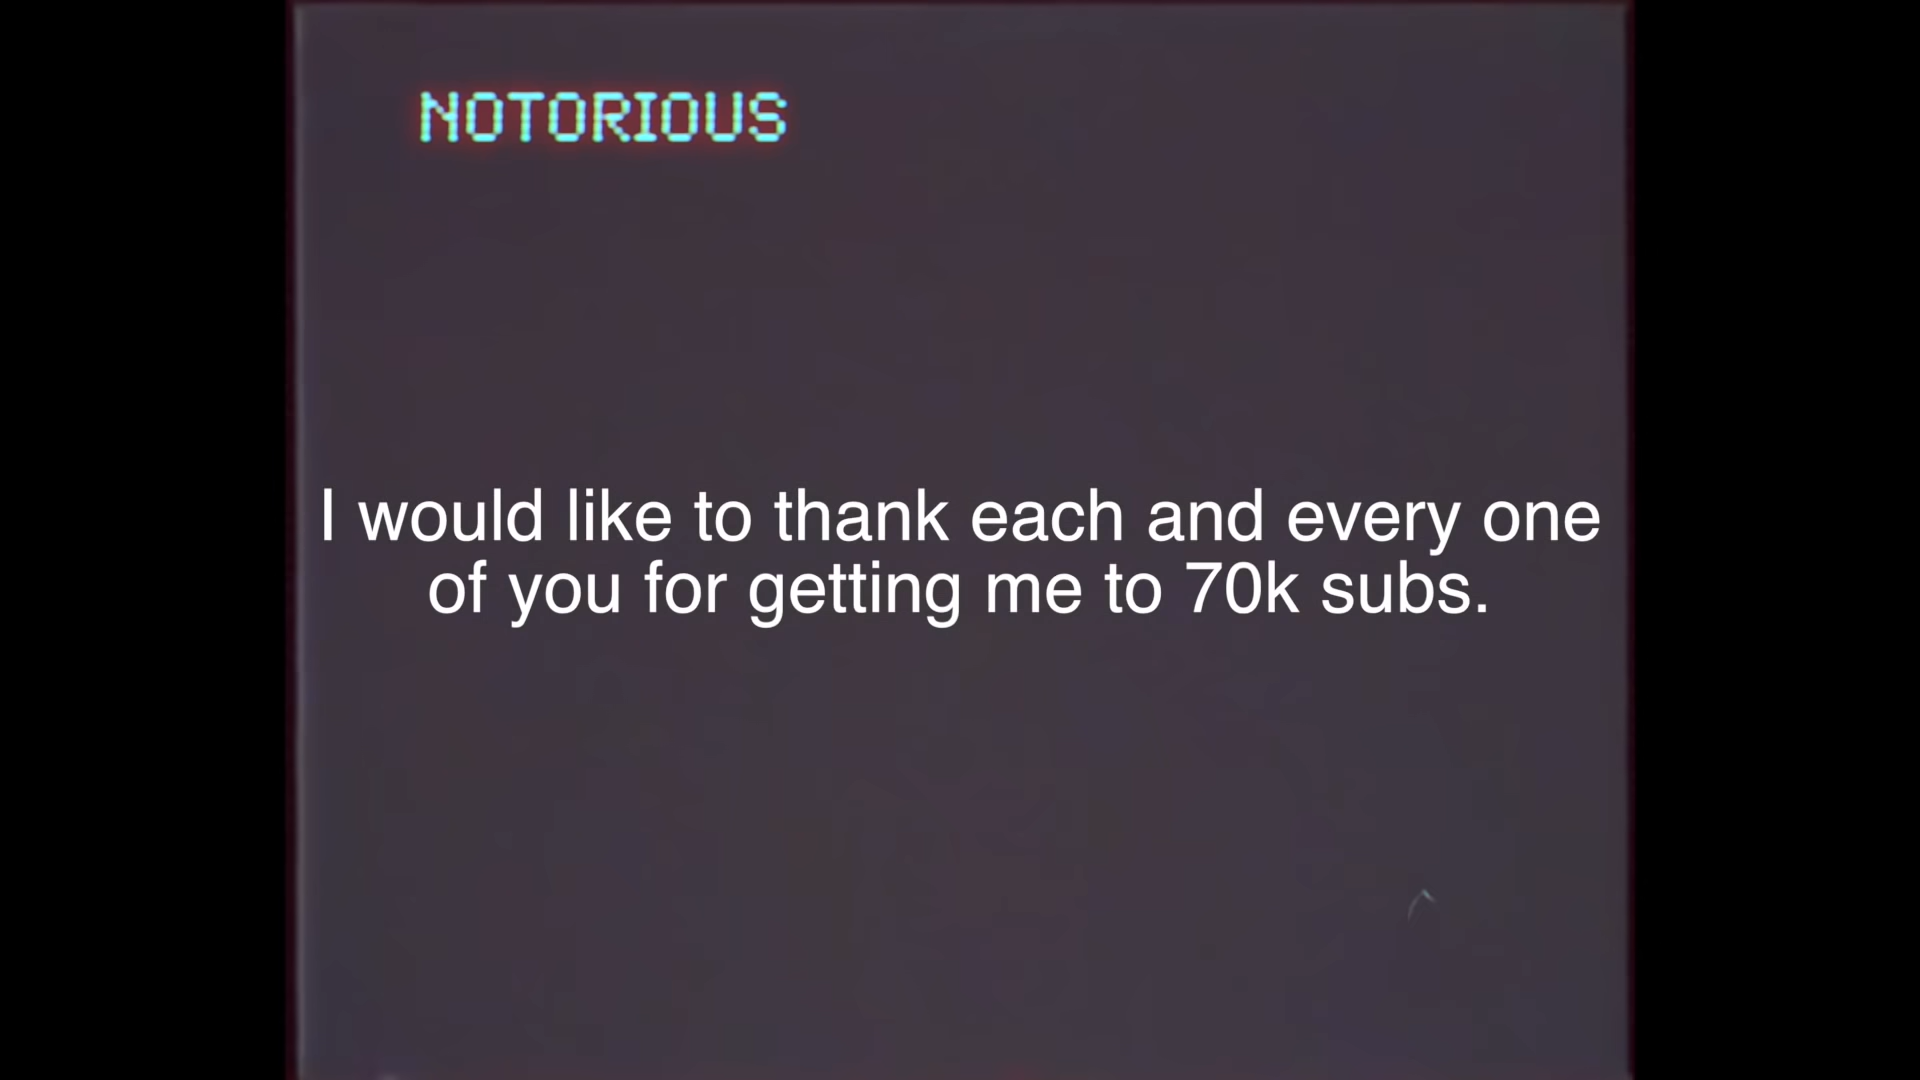 NOTORIOUS
I would like to thank each and every one
of you for getting me to 70k subs.